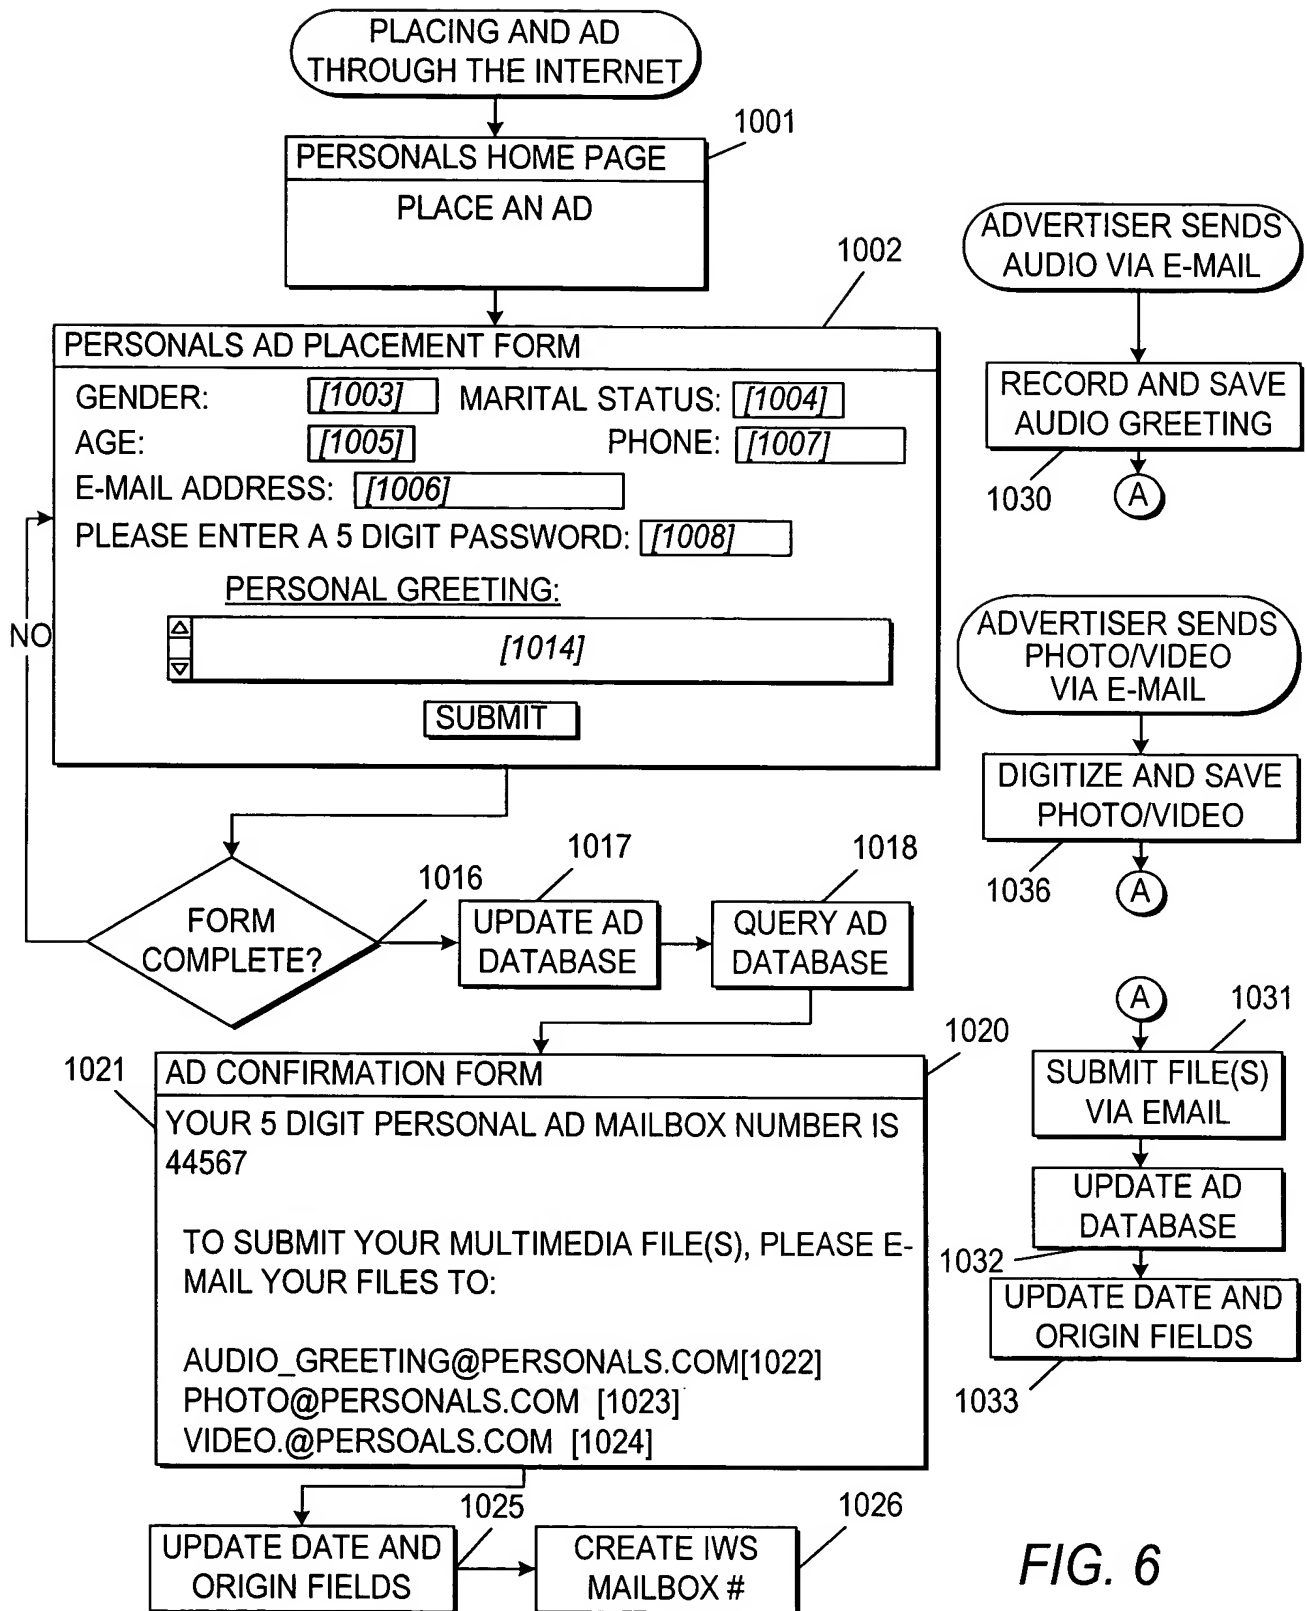 PLACING AND AD
THROUGH THE INTERNET
1001
PERSONALS HOME PAGE
PLACE AN AD
1002
PERSONALS AD PLACEMENT FORM
GENDER: [1003] MARITAL STATUS: [1004]
AGE: [1005] PHONE: [1007]
E-MAIL ADDRESS: [1006]
PLEASE ENTER A 5 DIGIT PASSWORD: [1008]
PERSONAL GREETING:
[1014]
SUBMIT
NO
FORM
COMPLETE?
1016
1017
UPDATE AD
DATABASE
1018
QUERY AD
DATABASE
1020
1021
AD CONFIRMATION FORM
YOUR 5 DIGIT PERSONAL AD MAILBOX NUMBER IS
44567
TO SUBMIT YOUR MULTIMEDIA FILE(S), PLEASE E-
MAIL YOUR FILES TO:
AUDIO_GREETING@PERSONALS.COM[1022]
PHOTO@PERSONALS.COM [1023]
VIDEO.@PERSOALS.COM [1024]
1025
UPDATE DATE AND
ORIGIN FIELDS
1026
CREATE IWS
MAILBOX #
ADVERTISER SENDS
AUDIO VIA E-MAIL
RECORD AND SAVE
AUDIO GREETING
1030
A
ADVERTISER SENDS
PHOTO/VIDEO
VIA E-MAIL
DIGITIZE AND SAVE
PHOTO/VIDEO
1036
A
A
1031
SUBMIT FILE(S)
VIA EMAIL
UPDATE AD
DATABASE
1032
UPDATE DATE AND
ORIGIN FIELDS
1033
FIG. 6